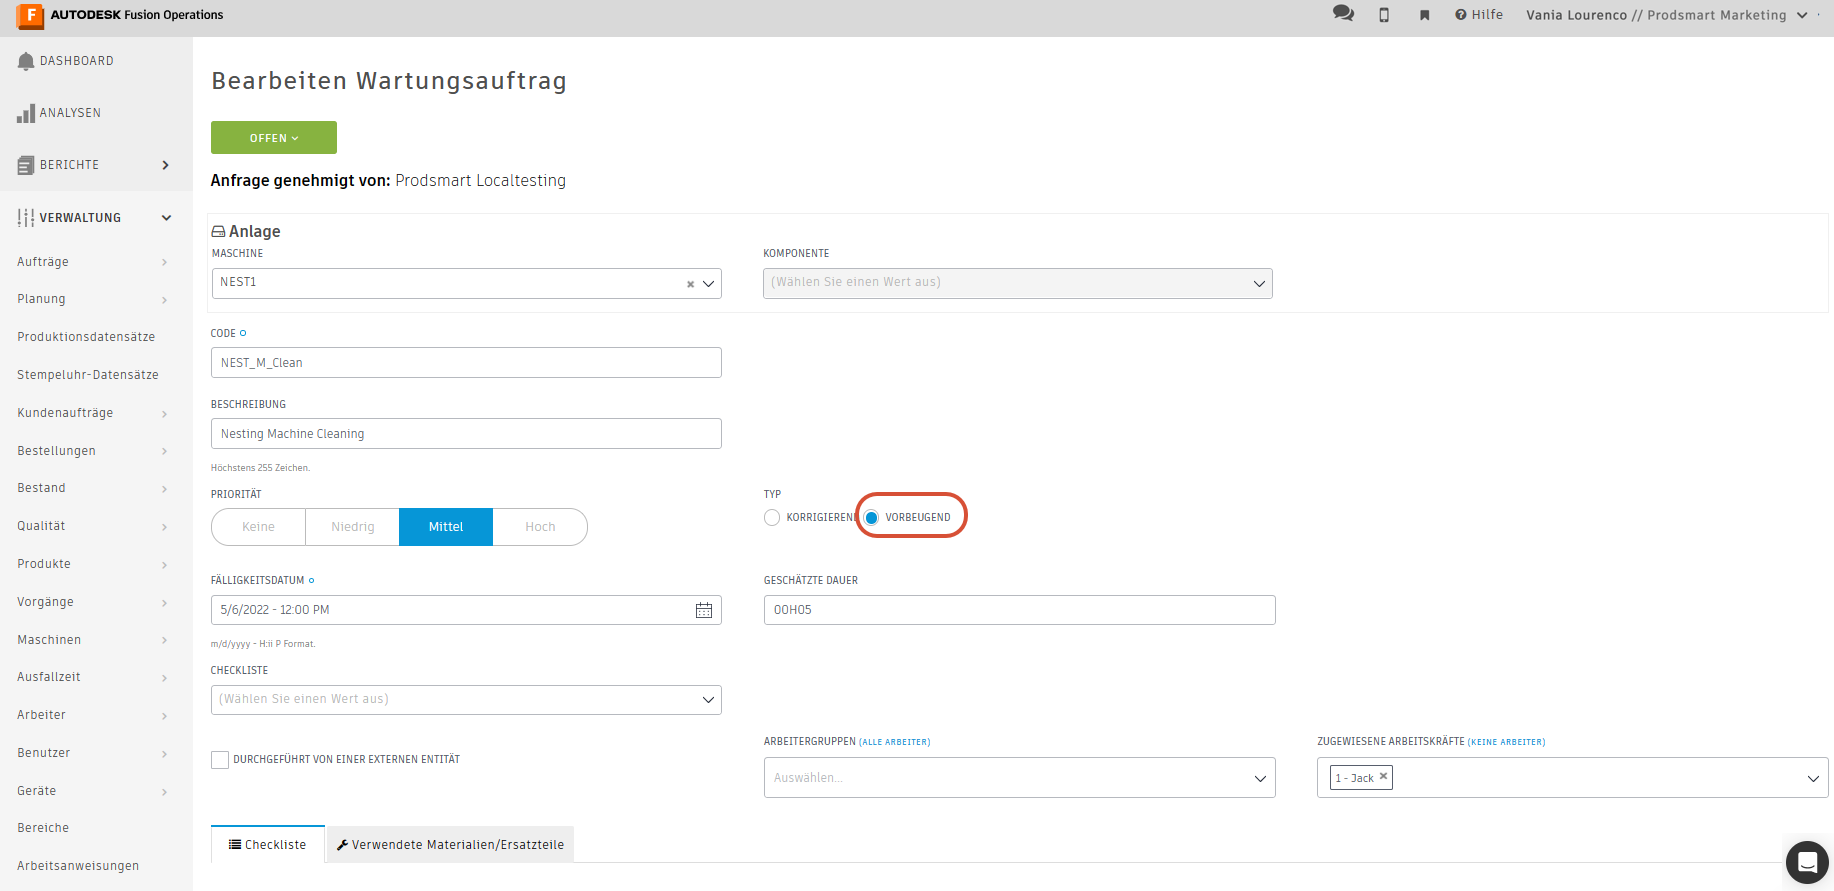 AUTODESK Fusion Operations
Hilfe
Vania Lourenco // Prodsmart Marketing
DASHBOARD
ANALYSEN
BERICHTE
VERWALTUNG
Aufträge
Planung
Produktionsdatensätze
Stempeluhr-Datensätze
Kundenaufträge
Bestellungen
Bestand
Qualität
Produkte
Vorgänge
Maschinen
Ausfallzeit
Arbeiter
Benutzer
Geräte
Bereiche
Arbeitsanweisungen
Bearbeiten Wartungsauftrag
OFFEN
Anfrage genehmigt von: Prodsmart Localtesting
Anlage
MASCHINE
NEST1
KOMPONENTE
(Wählen Sie einen Wert aus)
CODE
NEST_M_Clean
BESCHREIBUNG
Nesting Machine Cleaning
Höchstens 255 Zeichen.
PRIORITÄT
Keine Niedrig Mittel Hoch
TYP
KORRIGIEREND VORBEUGEND
FÄLLIGKEITSDATUM
5/6/2022 - 12:00 PM
m/d/yyyy - H:ii P Format.
GESCHÄTZTE DAUER
00H05
CHECKLISTE
(Wählen Sie einen Wert aus)
DURCHGEFÜHRT VON EINER EXTERNEN ENTITÄT
ARBEITERGRUPPEN (ALLE ARBEITER)
Auswählen...
ZUGEWIESENE ARBEITSKRÄFTE (KEINE ARBEITER)
1 - Jack
Checkliste
Verwendete Materialien/Ersatzteile